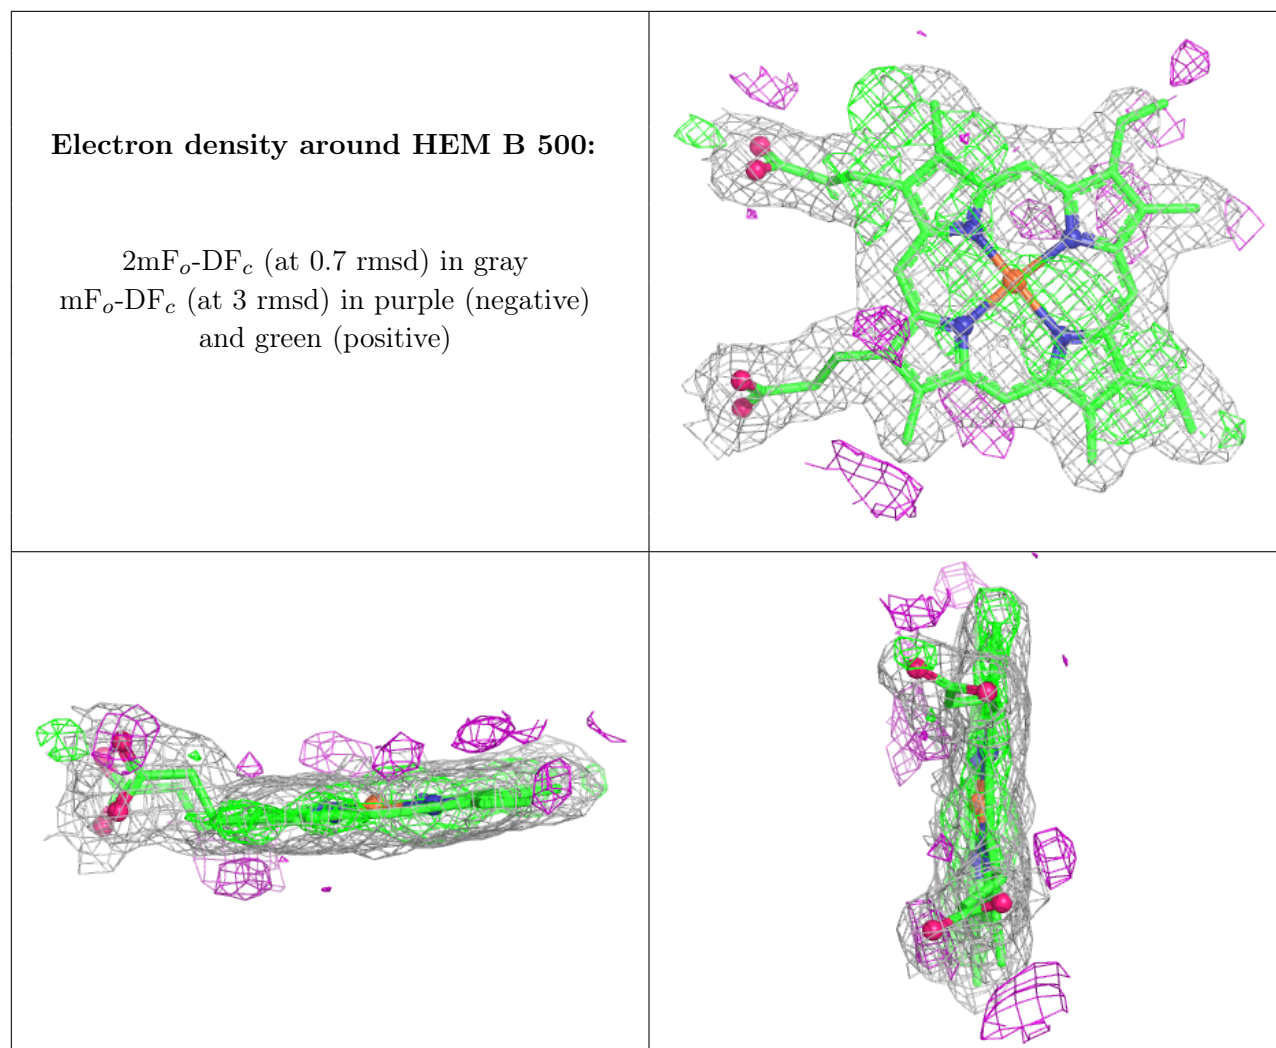 Electron density around HEM B 500:
2mFₒ-DF𝒸 (at 0.7 rmsd) in gray
mFₒ-DF𝒸 (at 3 rmsd) in purple (negative)
and green (positive)